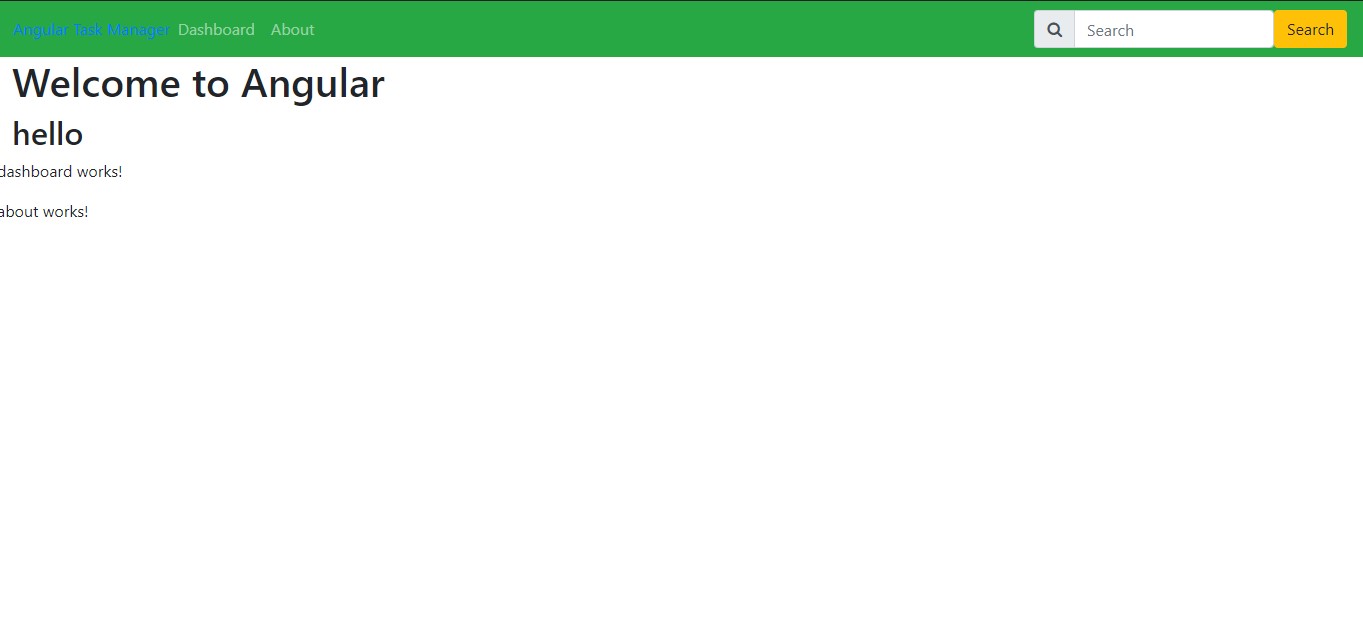 Angular Task Manager Dashboard About Search Search
Welcome to Angular
hello
dashboard works!
about works!